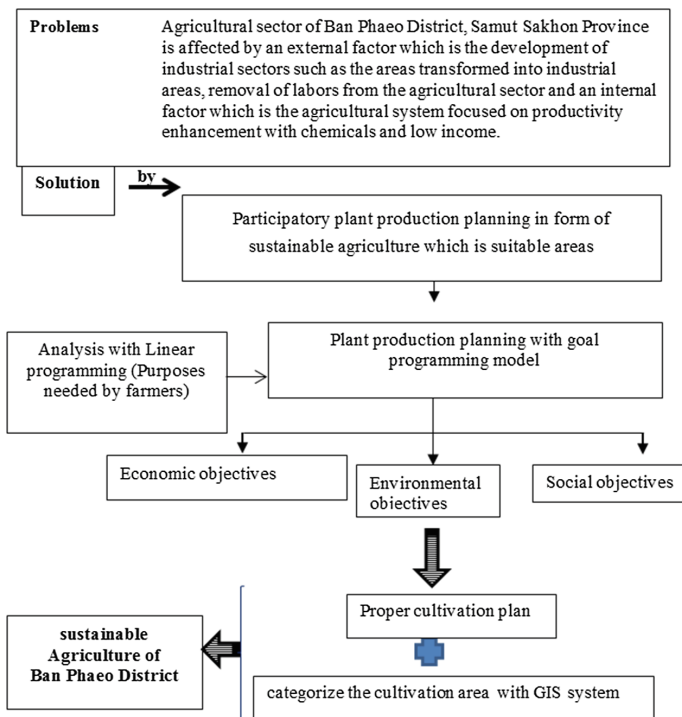 Problems
Agricultural sector of Ban Phaeo District, Samut Sakhon Province
is affected by an external factor which is the development of
industrial sectors such as the areas transformed into industrial
areas, removal of labors from the agricultural sector and an internal
factor which is the agricultural system focused on productivity
enhancement with chemicals and low income.
Solution
by
Participatory plant production planning in form of
sustainable agriculture which is suitable areas
Analysis with Linear
programming (Purposes
needed by farmers)
Plant production planning with goal
programming model
Economic objectives
Environmental
objectives
Social objectives
Proper cultivation plan
sustainable
Agriculture of
Ban Phaeo District
categorize the cultivation area with GIS system